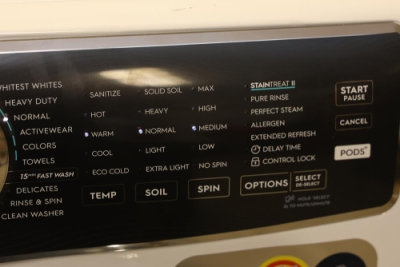 WHITEST WHITES
HEAVY DUTY
NORMAL
ACTIVEWEAR
COLORS
TOWELS
15 MIN FAST WASH
DELICATES
RINSE & SPIN
CLEAN WASHER
SANITIZE
HOT
WARM
COOL
ECO COLD
TEMP
SOLID SOIL
HEAVY
NORMAL
LIGHT
EXTRA LIGHT
SOIL
MAX
HIGH
MEDIUM
LOW
NO SPIN
SPIN
STAINTREAT II
PURE RINSE
PERFECT STEAM
ALLERGEN
EXTENDED REFRESH
DELAY TIME
CONTROL LOCK
OPTIONS
SELECT
DE-SELECT
HOLD 'SELECT'
START
PAUSE
CANCEL
PODS